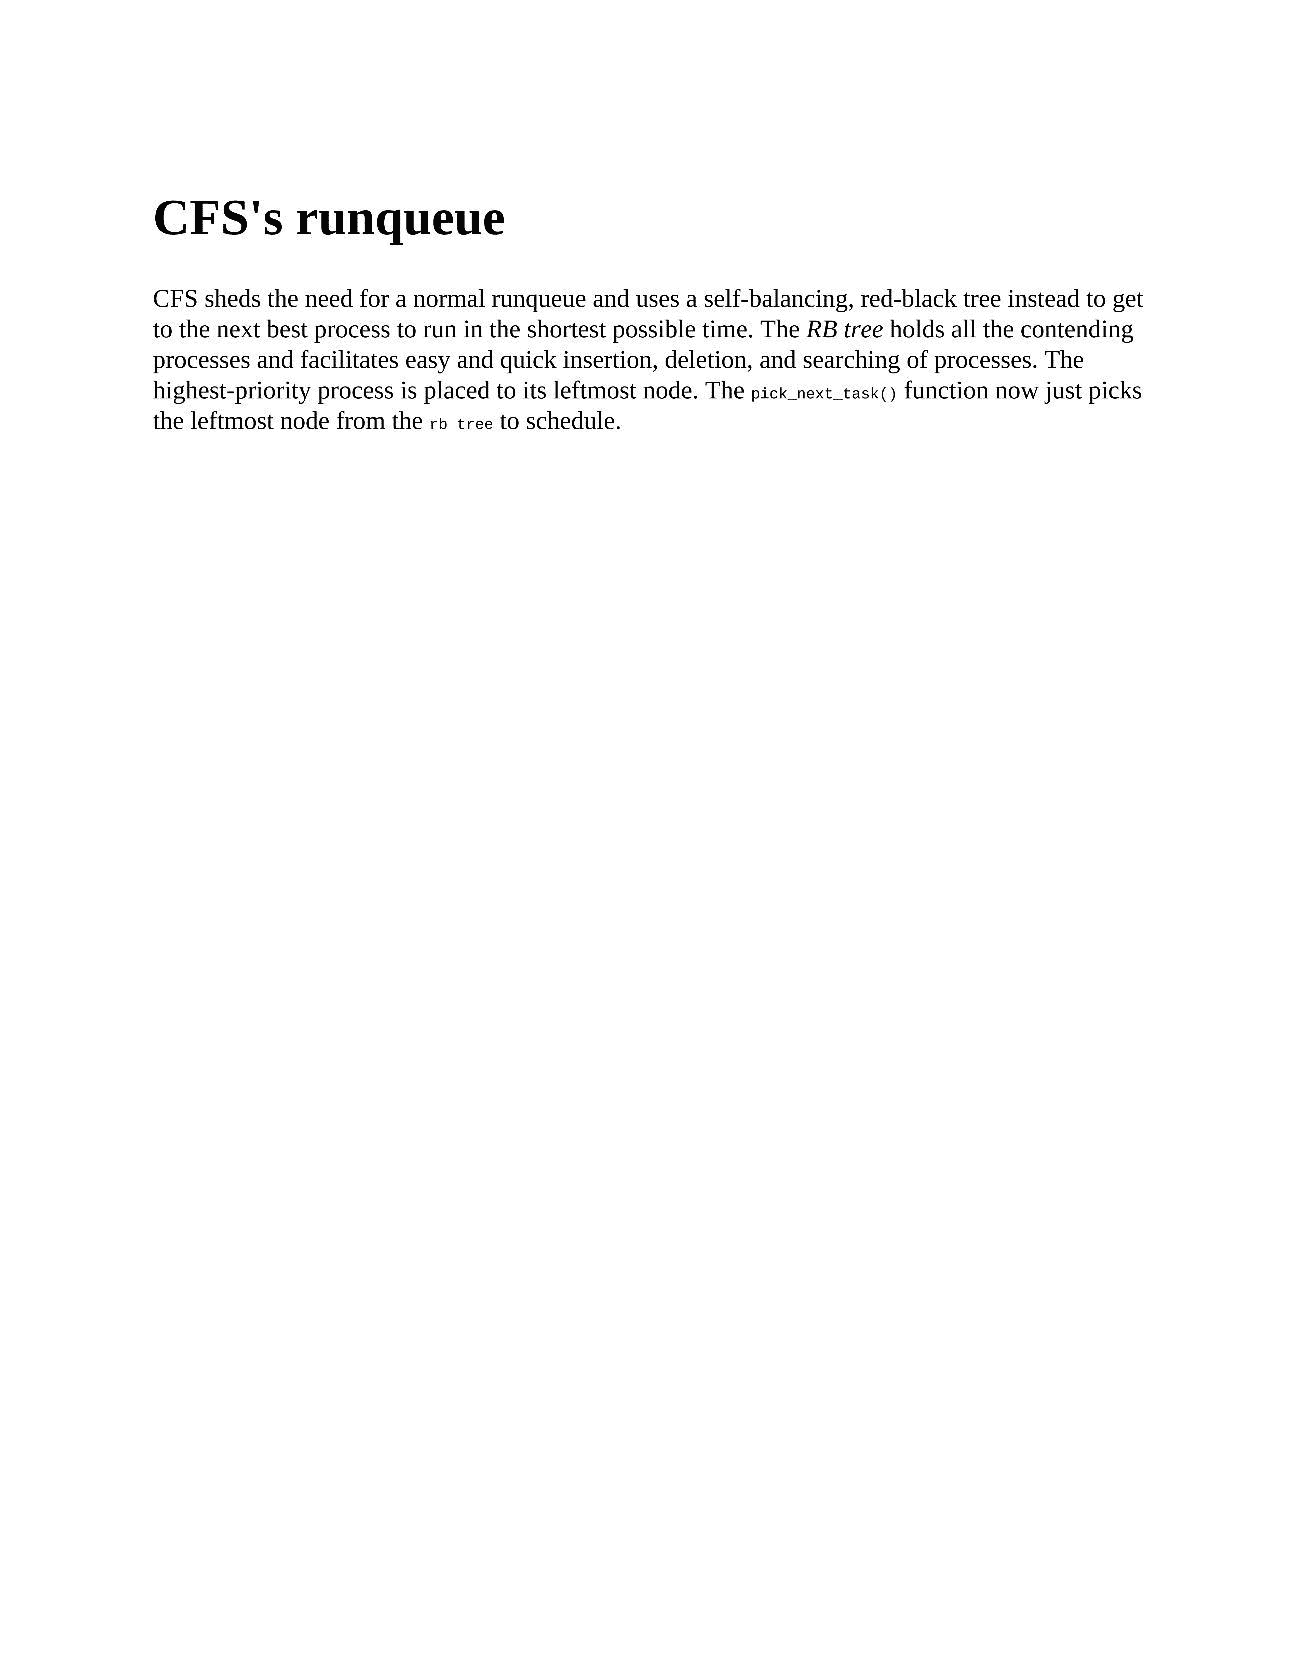 CFS's runqueue
CFS sheds the need for a normal runqueue and uses a self-balancing, red-black tree instead to get
to the next best process to run in the shortest possible time. The RB tree holds all the contending
processes and facilitates easy and quick insertion, deletion, and searching of processes. The
highest-priority process is placed to its leftmost node. The pick_next_task() function now just picks
the leftmost node from the rb tree to schedule.